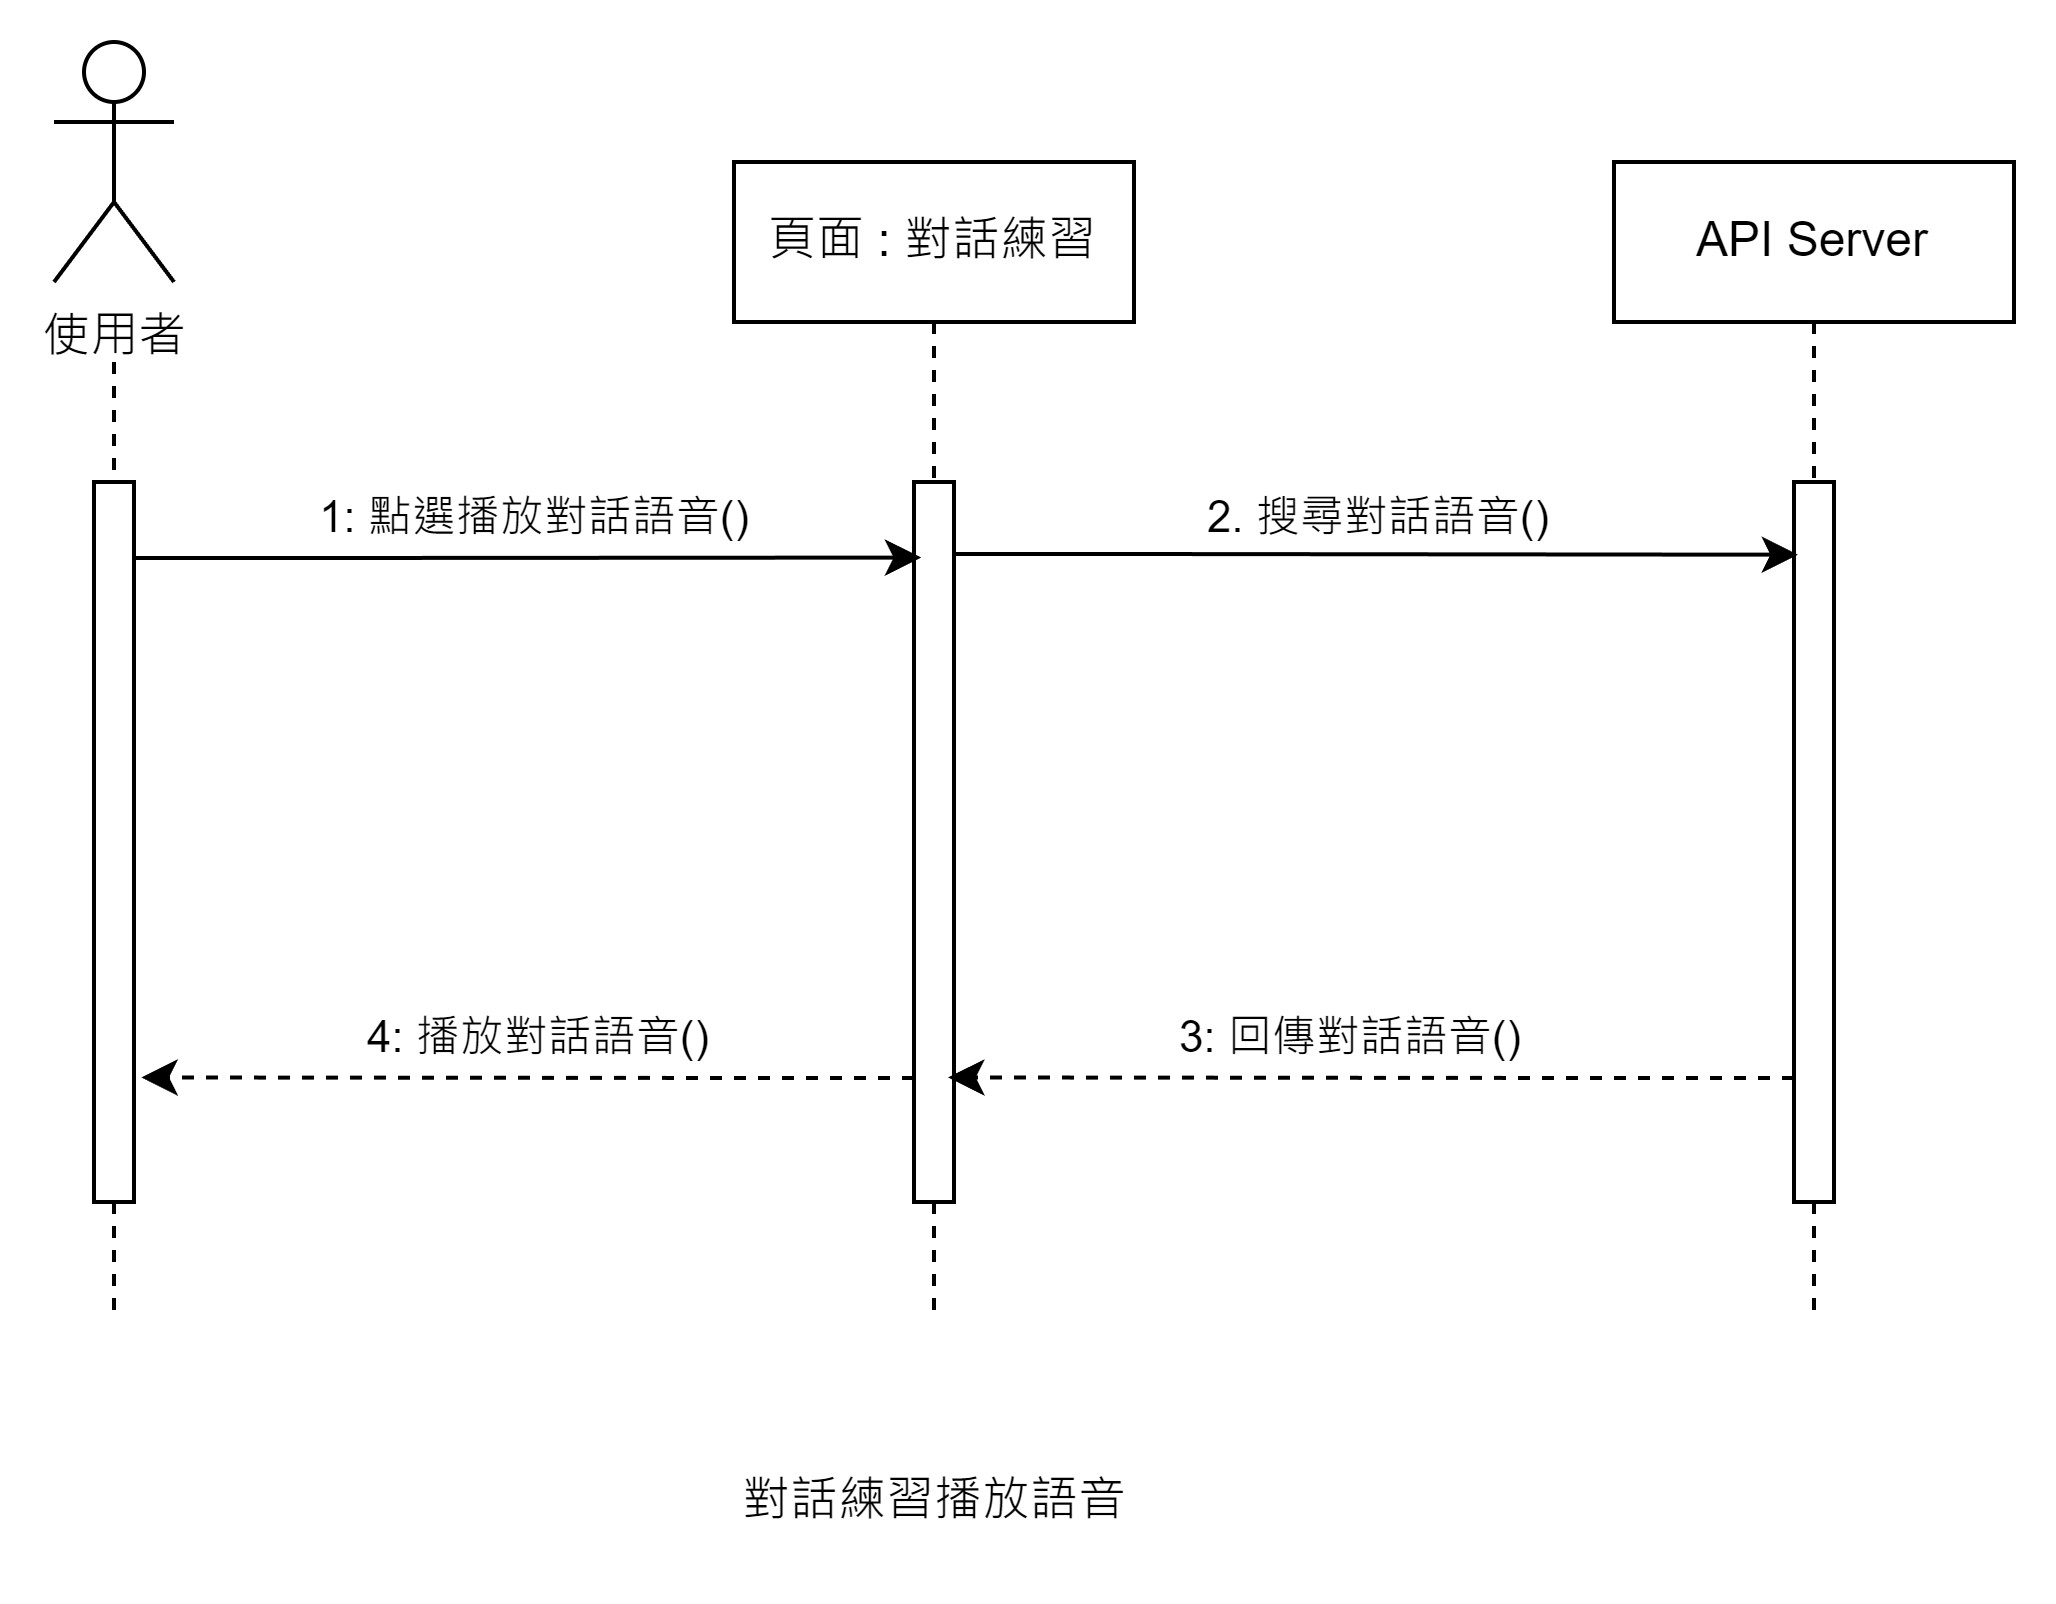 使用者
頁面 : 對話練習
API Server
1: 點選播放對話語音()
2. 搜尋對話語音()
4: 播放對話語音()
3: 回傳對話語音()
對話練習播放語音